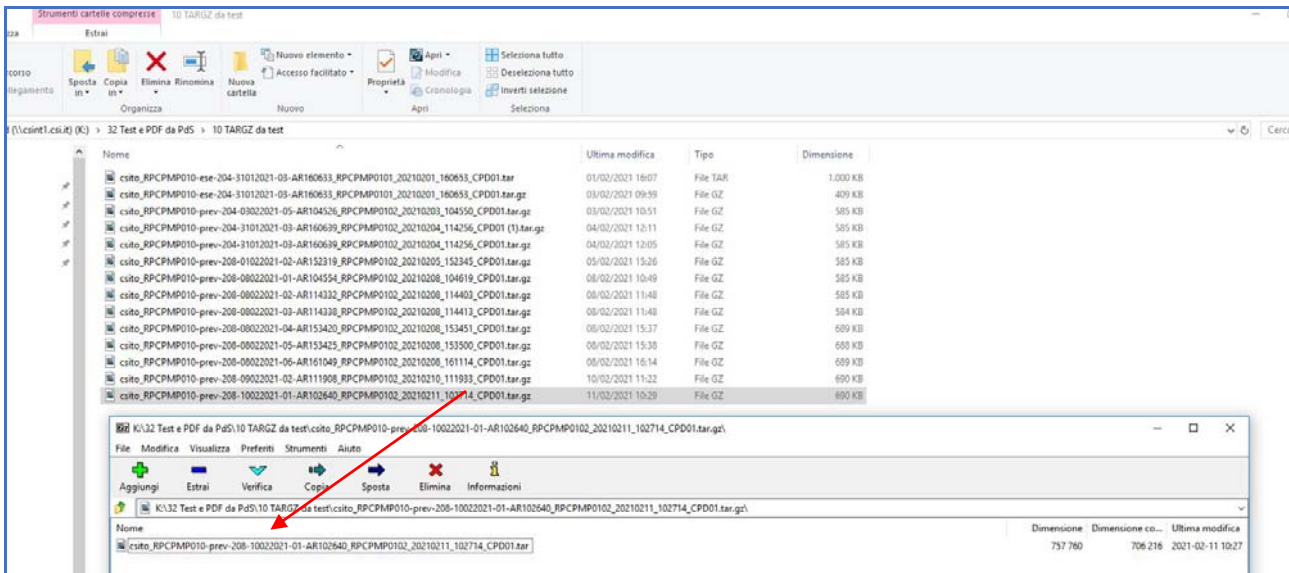 Strumenti cartelle compresse 10 TARGZ da test
Estrai
Sposta in Copia in Elimina Rinomina Nuova cartella Nuovo elemento Accesso facilitato Proprietà Apri Modifica Cronologia Seleziona tutto Deseleziona tutto Inverti selezione
Organizza Nuovo Apri Seleziona
(\\csint1.csi.it) (K:) > 32 Test e PDF da PdS > 10 TARGZ da test
Nome Ultima modifica Tipo Dimensione
csito_RPCPMP010-ese-204-31012021-03-AR160633_RPCPMP0101_20210201_160653_CPD01.tar 01/02/2021 16:07 File TAR 1.000 KB
csito_RPCPMP010-ese-204-31012021-03-AR160633_RPCPMP0101_20210201_160653_CPD01.tar.gz 03/02/2021 09:59 File GZ 409 KB
csito_RPCPMP010-prev-204-03022021-05-AR104526_RPCPMP0102_20210203_104550_CPD01.tar.gz 03/02/2021 10:51 File GZ 585 KB
csito_RPCPMP010-prev-204-31012021-03-AR160639_RPCPMP0102_20210204_114256_CPD01 (1).tar.gz 04/02/2021 12:11 File GZ 585 KB
csito_RPCPMP010-prev-204-31012021-03-AR160639_RPCPMP0102_20210204_114256_CPD01.tar.gz 04/02/2021 12:05 File GZ 585 KB
csito_RPCPMP010-prev-208-01022021-02-AR152319_RPCPMP0102_20210205_152345_CPD01.tar.gz 05/02/2021 15:26 File GZ 585 KB
csito_RPCPMP010-prev-208-08022021-01-AR104554_RPCPMP0102_20210208_104619_CPD01.tar.gz 08/02/2021 10:49 File GZ 585 KB
csito_RPCPMP010-prev-208-08022021-02-AR114332_RPCPMP0102_20210208_114403_CPD01.tar.gz 08/02/2021 11:48 File GZ 585 KB
csito_RPCPMP010-prev-208-08022021-03-AR114338_RPCPMP0102_20210208_114413_CPD01.tar.gz 08/02/2021 11:48 File GZ 584 KB
csito_RPCPMP010-prev-208-08022021-04-AR153420_RPCPMP0102_20210208_153451_CPD01.tar.gz 08/02/2021 15:37 File GZ 689 KB
csito_RPCPMP010-prev-208-08022021-05-AR153425_RPCPMP0102_20210208_153500_CPD01.tar.gz 08/02/2021 15:38 File GZ 688 KB
csito_RPCPMP010-prev-208-08022021-06-AR161049_RPCPMP0102_20210208_161114_CPD01.tar.gz 08/02/2021 16:14 File GZ 689 KB
csito_RPCPMP010-prev-208-09022021-02-AR111908_RPCPMP0102_20210210_111933_CPD01.tar.gz 10/02/2021 11:22 File GZ 690 KB
csito_RPCPMP010-prev-208-10022021-01-AR102640_RPCPMP0102_20210211_102714_CPD01.tar.gz 11/02/2021 10:29 File GZ 690 KB
K:\32 Test e PDF da PdS\10 TARGZ da test\csito_RPCPMP010-prev-208-10022021-01-AR102640_RPCPMP0102_20210211_102714_CPD01.tar.gz\
File Modifica Visualizza Preferiti Strumenti Aiuto
Aggiungi Estrai Verifica Copia Sposta Elimina Informazioni
K:\32 Test e PDF da PdS\10 TARGZ da test\csito_RPCPMP010-prev-208-10022021-01-AR102640_RPCPMP0102_20210211_102714_CPD01.tar.gz\
Nome Dimensione Dimensione co... Ultima modifica
csito_RPCPMP010-prev-208-10022021-01-AR102640_RPCPMP0102_20210211_102714_CPD01.tar 757 760 706 216 2021-02-11 10:27